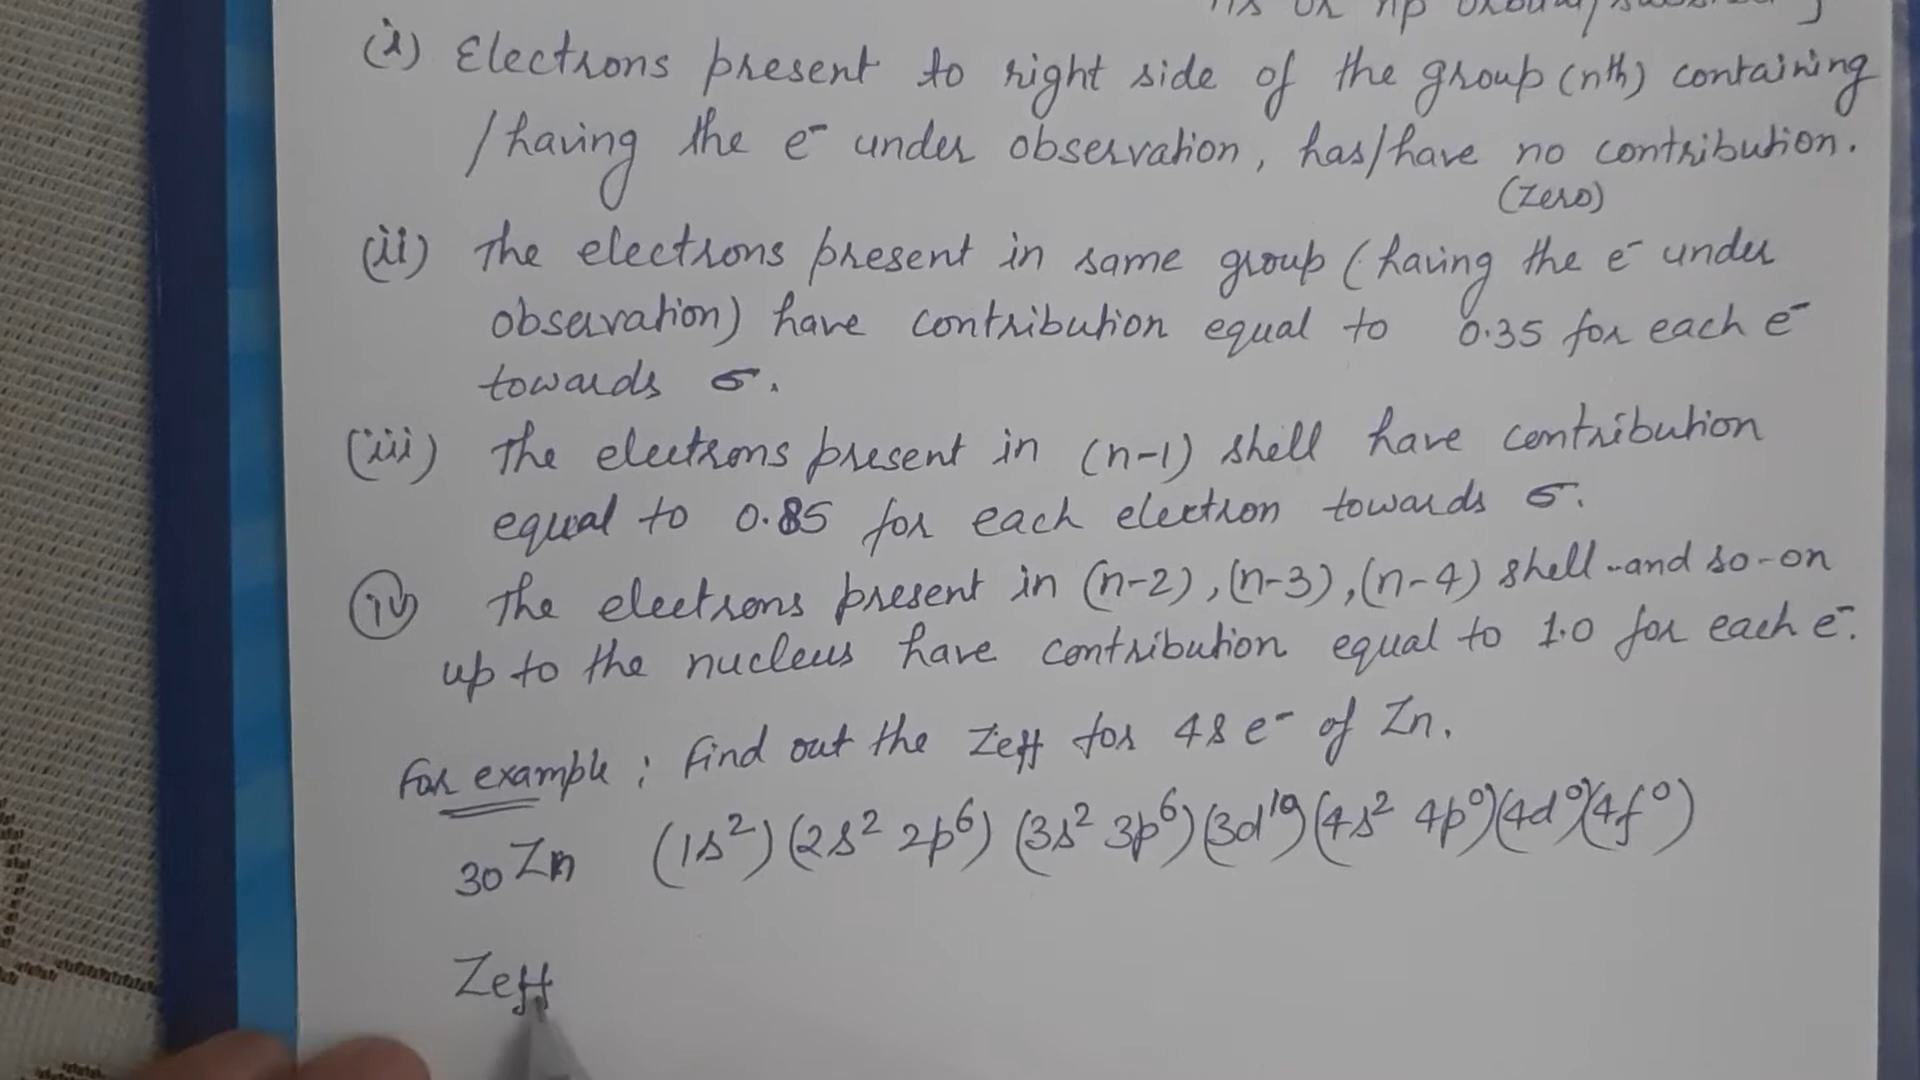 ns or np orbital/subshell]
(i) Electrons present to right side of the group (nth) containing
/having the e⁻ under observation, has/have no contribution.
(Zero)
(ii) The electrons present in same group (having the e⁻ under
observation) have contribution equal to 0.35 for each e⁻
towards σ.
(iii) The electrons present in (n-1) shell have contribution
equal to 0.85 for each electron towards σ.
(iv) The electrons present in (n-2), (n-3), (n-4) shell--and so-on
up to the nucleus have contribution equal to 1.0 for each e⁻.
For example: Find out the Zeff for 4s e⁻ of Zn.
₃₀Zn (1s²)(2s² 2p⁶)(3s² 3p⁶)(3d¹⁰)(4s² 4p⁰)(4d⁰)(4f⁰)
Zeff